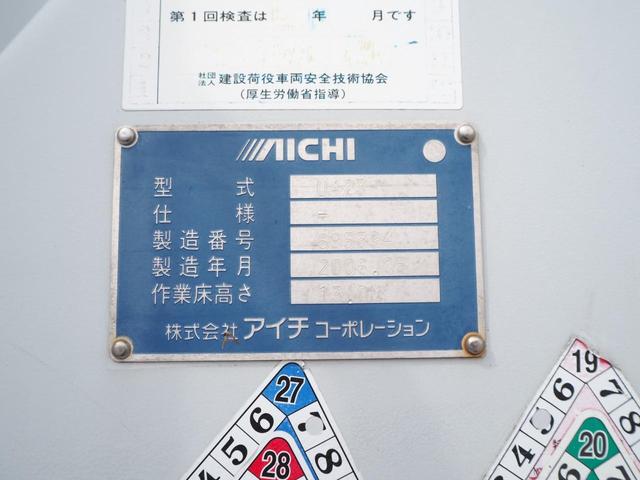 第1回検査は 年 月です
社団法人 建設荷役車両安全技術協会
(厚生労働省指導)
AICHI
型式
仕様
製造番号
製造年月
作業床高さ
株式会社 アイチ コーポレーション
27
28
5
6
7
8
4
19
20
4
5
6
7
8